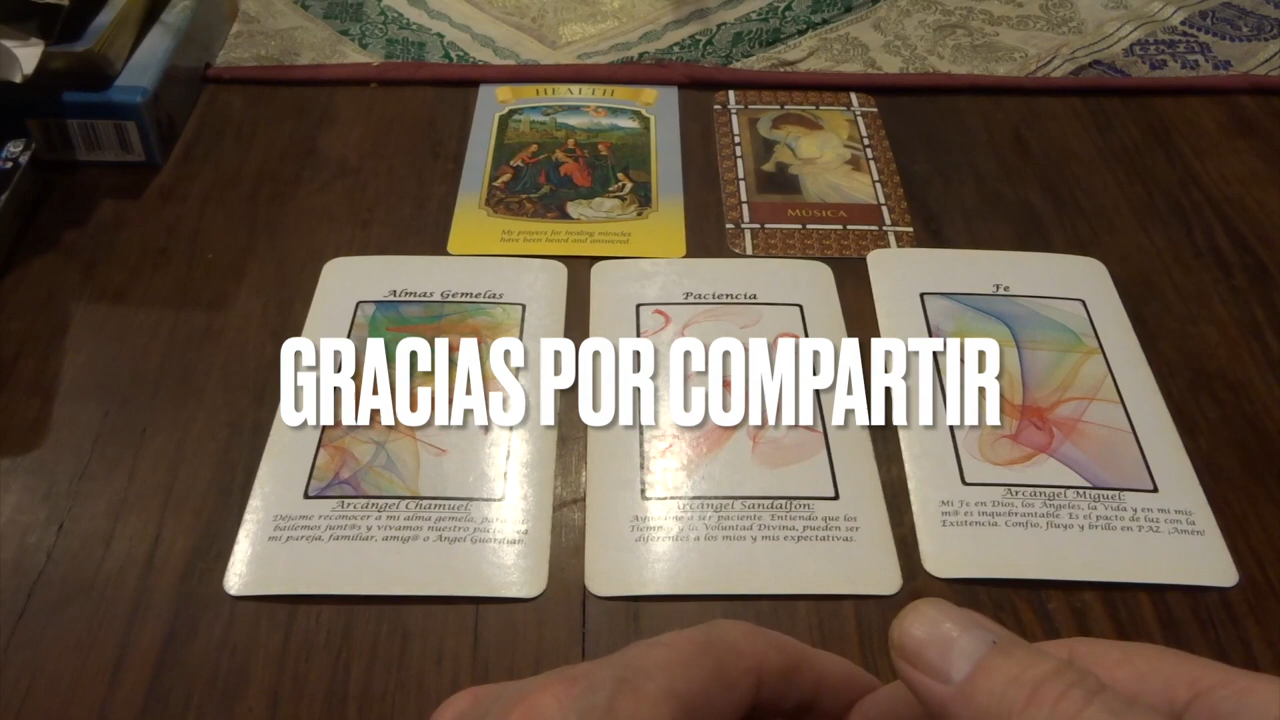 HEALTH
My prayers for healing miracles
have been heard and answered.
MÚSICA
Almas Gemelas
Arcángel Chamuel:
Déjame reconocer a mi alma gemela, para
bailemos junt@s y vivamos nuestro pacto
mi pareja, familiar, amig@ o Ángel Guardián.
Paciencia
Arcángel Sandalfón:
a ser paciente. Entiendo que los
Tiempos y la Voluntad Divina, pueden ser
diferentes a los míos y mis expectativas.
Fe
Arcángel Miguel:
Mi Fe en Dios, los Ángeles, la Vida y en mi mis-
m@ es inquebrantable. Es el pacto de luz con la
Existencia. Confío, fluyo y brillo en PAZ. ¡Amén!
GRACIAS POR COMPARTIR